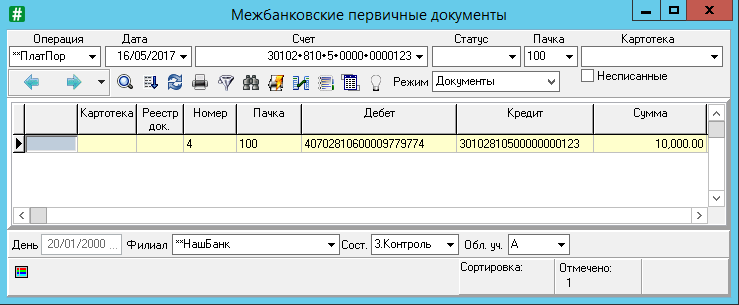 Межбанковские первичные документы
Операция Дата Счет Статус Пачка Картотека
**ПлатПор 16/05/2017 30102*810*5*0000*0000123 100
Режим Документы Несписанные
Картотека Реестр док. Номер Пачка Дебет Кредит Сумма
4 100 40702810600009779774 30102810500000000123 10,000.00
День 20/01/2000 ... Филиал **НашБанк Сост. 3.Контроль Обл. уч. А
Сортировка: Отмечено:
1